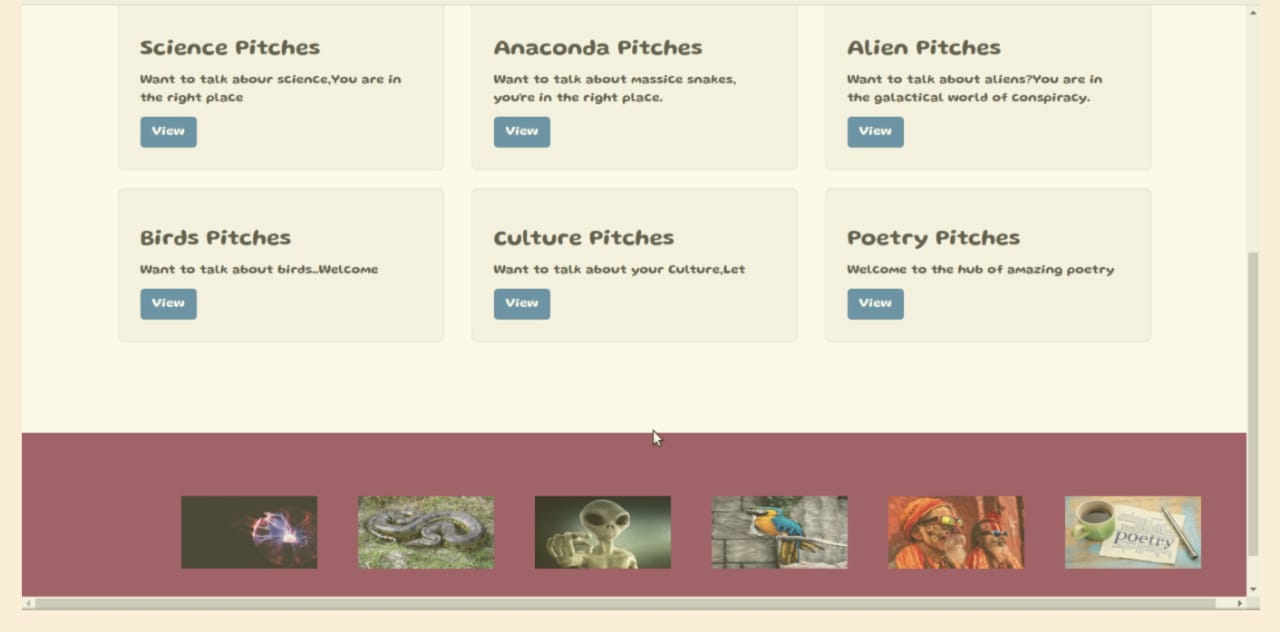 Science Pitches
Want to talk abour science,You are in
the right place
View
Anaconda Pitches
Want to talk about massice snakes,
you're in the right place.
View
Alien Pitches
Want to talk about aliens?You are in
the galactical world of conspiracy.
View
Birds Pitches
Want to talk about birds..Welcome
View
Culture Pitches
Want to talk about your Culture,Let
View
Poetry Pitches
Welcome to the hub of amazing poetry
View
poetry